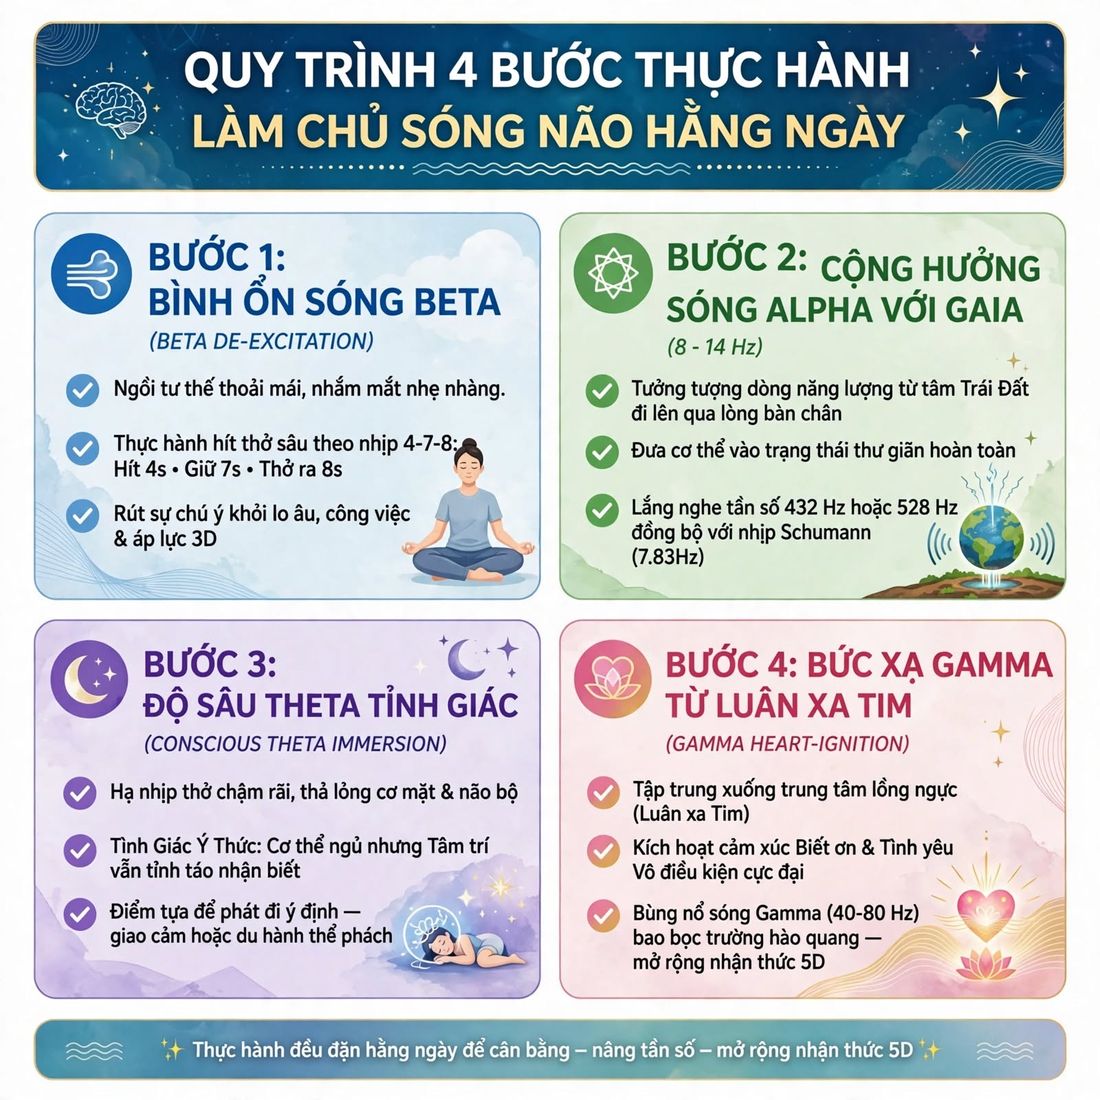 QUY TRÌNH 4 BƯỚC THỰC HÀNH
LÀM CHỦ SÓNG NÃO HẰNG NGÀY
BƯỚC 1:
BÌNH ỔN SÓNG BETA
(BETA DE-EXCITATION)
Ngồi tư thế thoải mái, nhắm mắt nhẹ nhàng.
Thực hành hít thở sâu theo nhịp 4-7-8:
Hít 4s • Giữ 7s • Thở ra 8s
Rút sự chú ý khỏi lo âu, công việc
& áp lực 3D
BƯỚC 2: CỘNG HƯỞNG
SÓNG ALPHA VỚI GAIA
(8 - 14 Hz)
Tưởng tượng dòng năng lượng từ tâm Trái Đất
đi lên qua lòng bàn chân
Đưa cơ thể vào trạng thái thư giãn hoàn toàn
Lắng nghe tần số 432 Hz hoặc 528 Hz
đồng bộ với nhịp Schumann
(7.83Hz)
BƯỚC 3:
ĐỘ SÂU THETA TỈNH GIÁC
(CONSCIOUS THETA IMMERSION)
Hạ nhịp thở chậm rãi, thả lỏng cơ mặt & não bộ
Tình Giác Ý Thức: Cơ thể ngủ nhưng Tâm trí
vẫn tỉnh táo nhận biết
Điểm tựa để phát đi ý định —
giao cảm hoặc du hành thể phách
BƯỚC 4: BỨC XẠ GAMMA
TỪ LUÂN XA TIM
(GAMMA HEART-IGNITION)
Tập trung xuống trung tâm lồng ngực
(Luân xa Tim)
Kích hoạt cảm xúc Biết ơn & Tình yêu
Vô điều kiện cực đại
Bùng nổ sóng Gamma (40-80 Hz)
bao bọc trường hào quang —
mở rộng nhận thức 5D
Thực hành đều đặn hằng ngày để cân bằng – nâng tần số – mở rộng nhận thức 5D